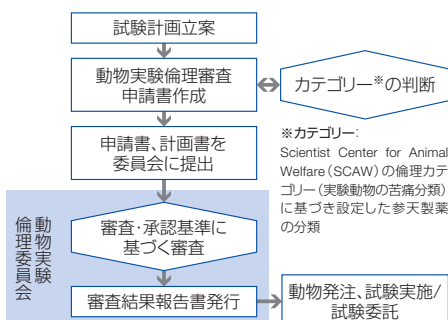 試験計画立案
動物実験倫理審査
申請書作成
カテゴリー※の判断
申請書、計画書を
委員会に提出
※カテゴリー:
Scientist Center for Animal
Welfare（SCAW）の倫理カテ
ゴリー（実験動物の苦痛分類）
に基づき設定した参天製薬
の分類
動物実験
倫理委員会
審査・承認基準に
基づく審査
審査結果報告書発行
動物発注、試験実施/
試験委託